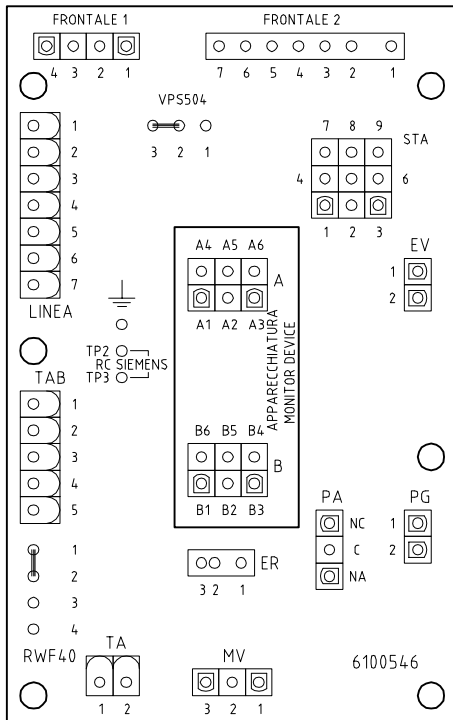 FRONTALE 1
FRONTALE 2
4 3 2 1
7 6 5 4 3 2 1
VPS504
3 2 1
1
2
3
4
5
6
7
LINEA
7 8 9
STA
4 6
1 2 3
EV
1
2
A4 A5 A6
A
A1 A2 A3
APPARECCHIATURA
MONITOR DEVICE
TP2
RC SIEMENS
TP3
TAB
1
2
3
4
5
B6 B5 B4
B
B1 B2 B3
PA
NC
C
NA
PG
1
2
1
2
3
4
RWF40
ER
3 2 1
TA
1 2
MV
3 2 1
6100546